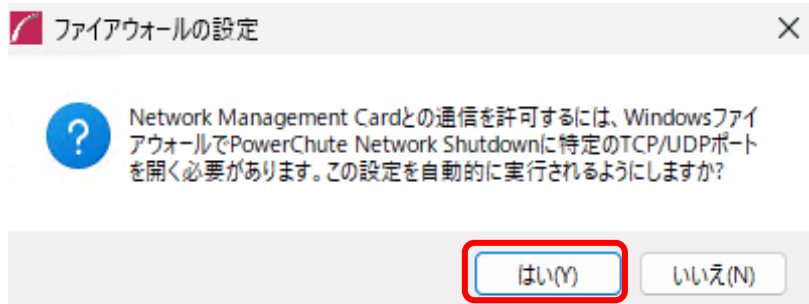 ファイアウォールの設定
Network Management Cardとの通信を許可するには、Windowsファイ
アウォールでPowerChute Network Shutdownに特定のTCP/UDPポート
を開く必要があります。この設定を自動的に実行されるようにしますか?
はい(Y)
いいえ(N)